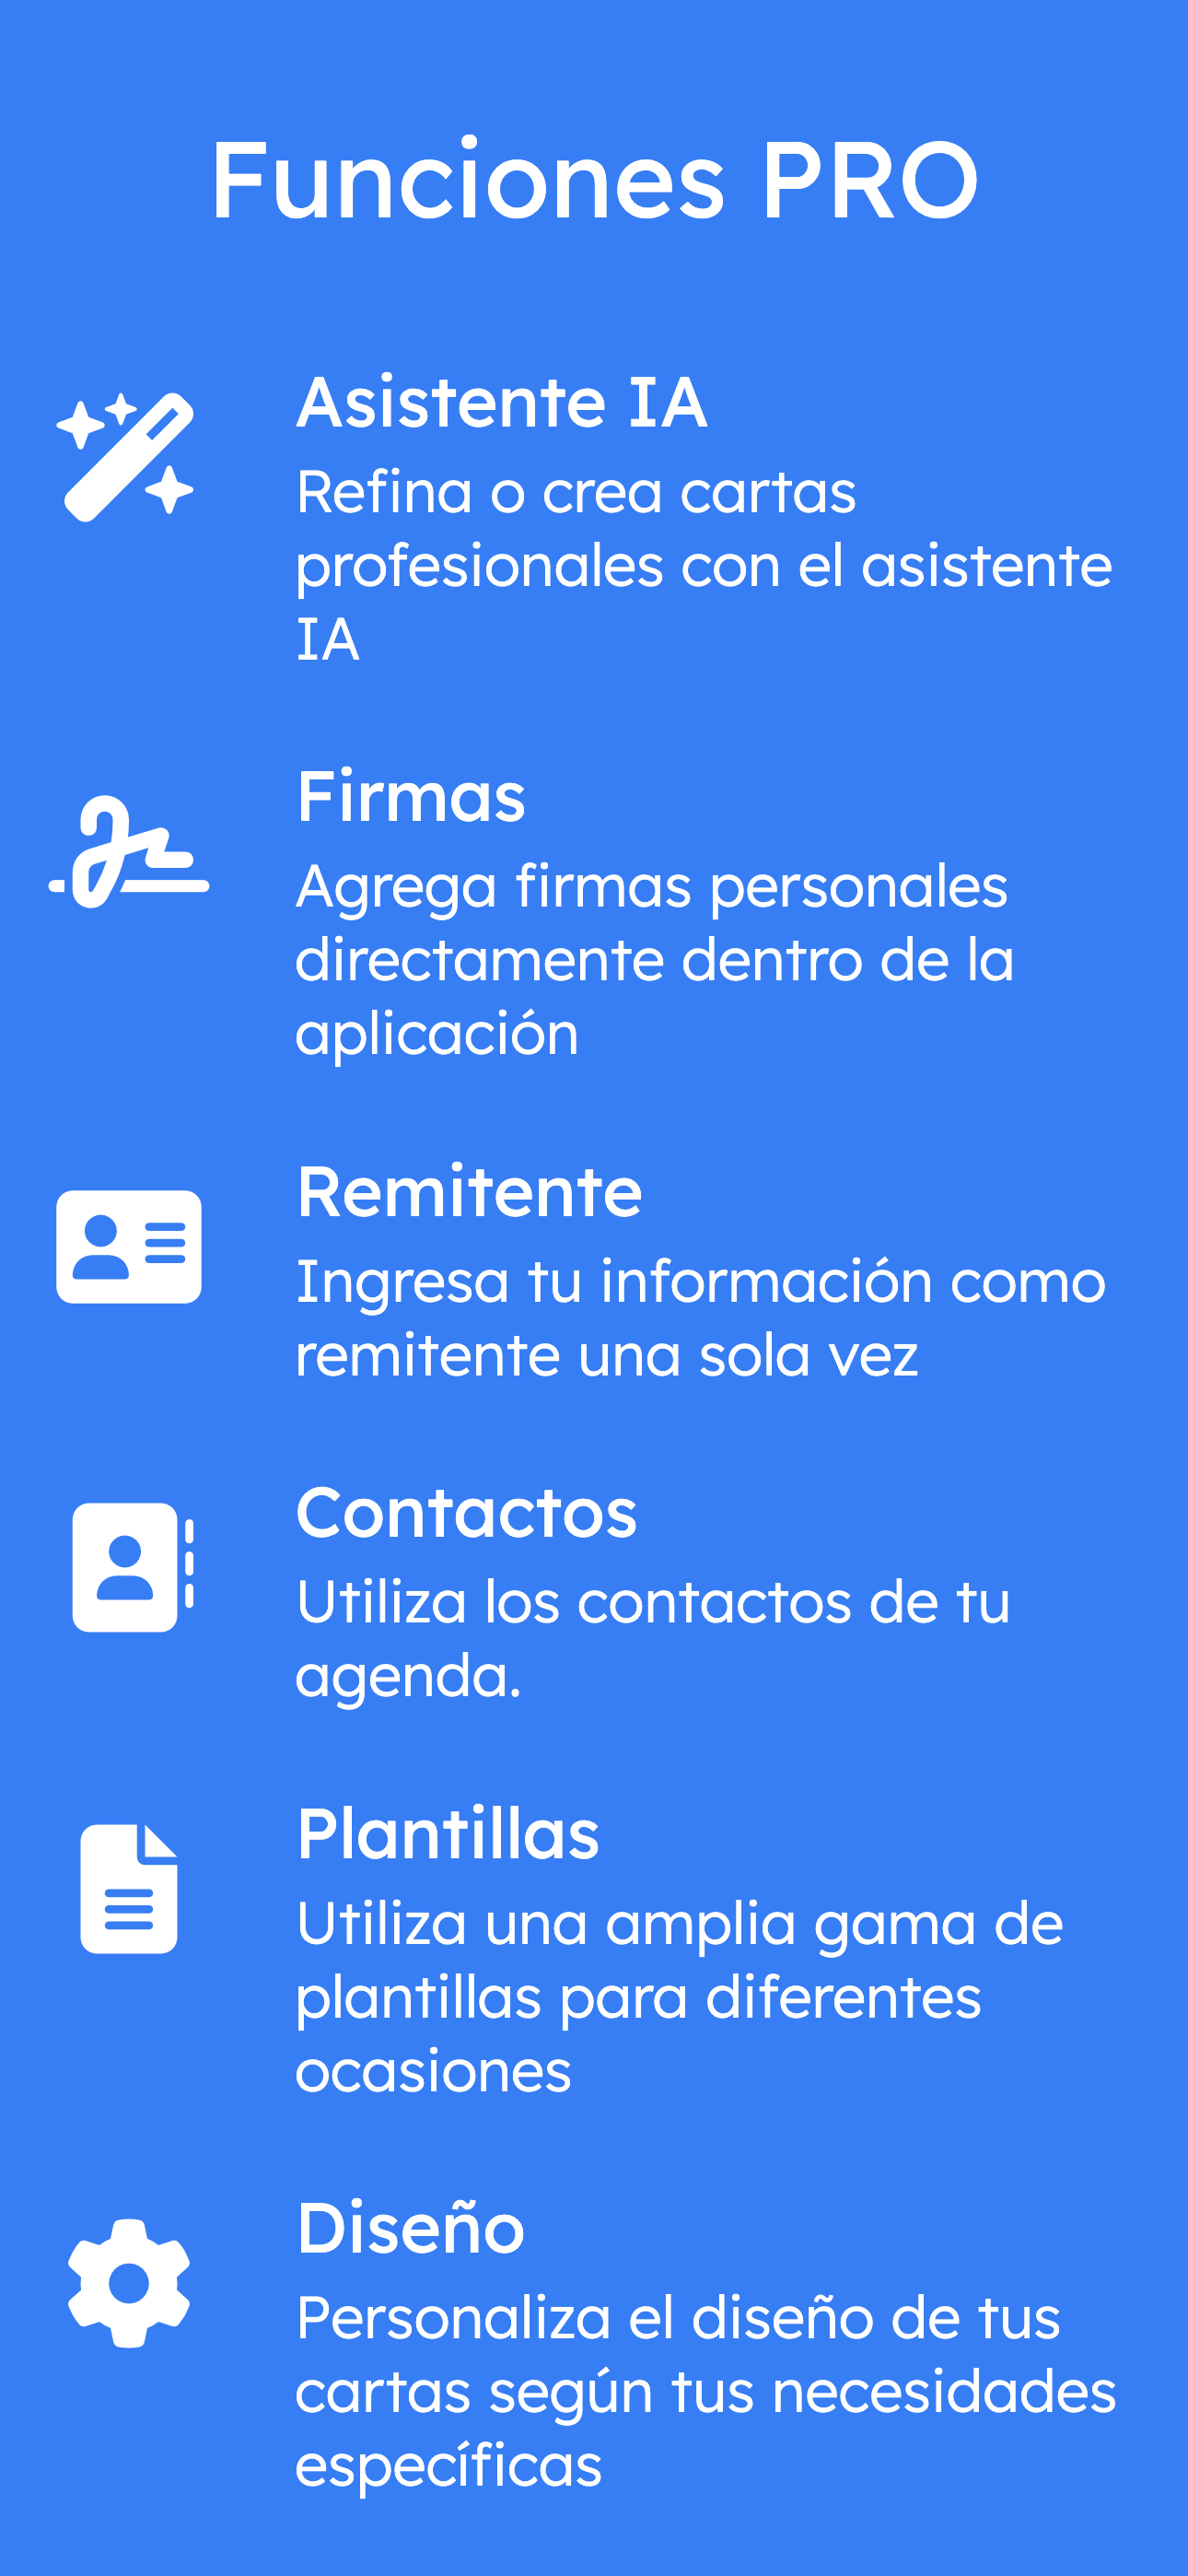 Funciones PRO
Asistente IA
Refina o crea cartas
profesionales con el asistente
IA
Firmas
Agrega firmas personales
directamente dentro de la
aplicación
Remitente
Ingresa tu información como
remitente una sola vez
Contactos
Utiliza los contactos de tu
agenda.
Plantillas
Utiliza una amplia gama de
plantillas para diferentes
ocasiones
Diseño
Personaliza el diseño de tus
cartas según tus necesidades
específicas